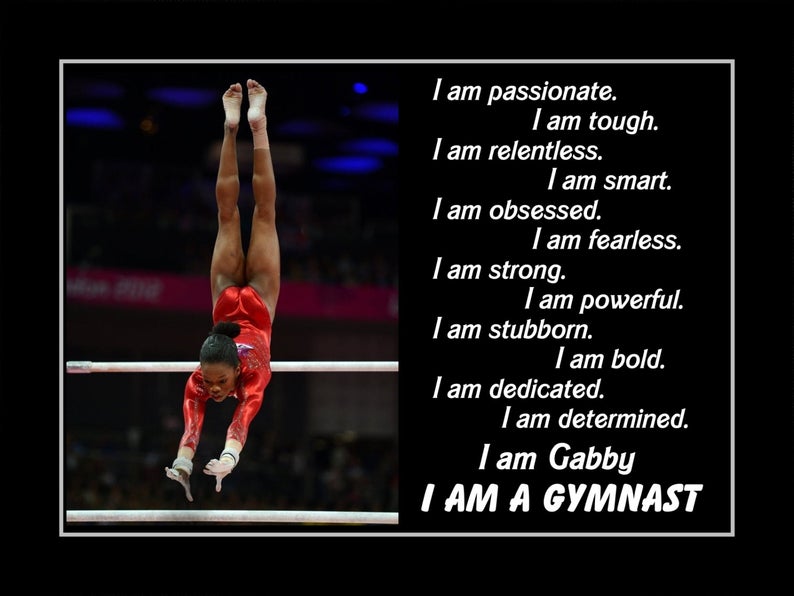 I am passionate.
I am tough.
I am relentless.
I am smart.
I am obsessed.
I am fearless.
I am strong.
I am powerful.
I am stubborn.
I am bold.
I am dedicated.
I am determined.
I am Gabby
I AM A GYMNAST
2012